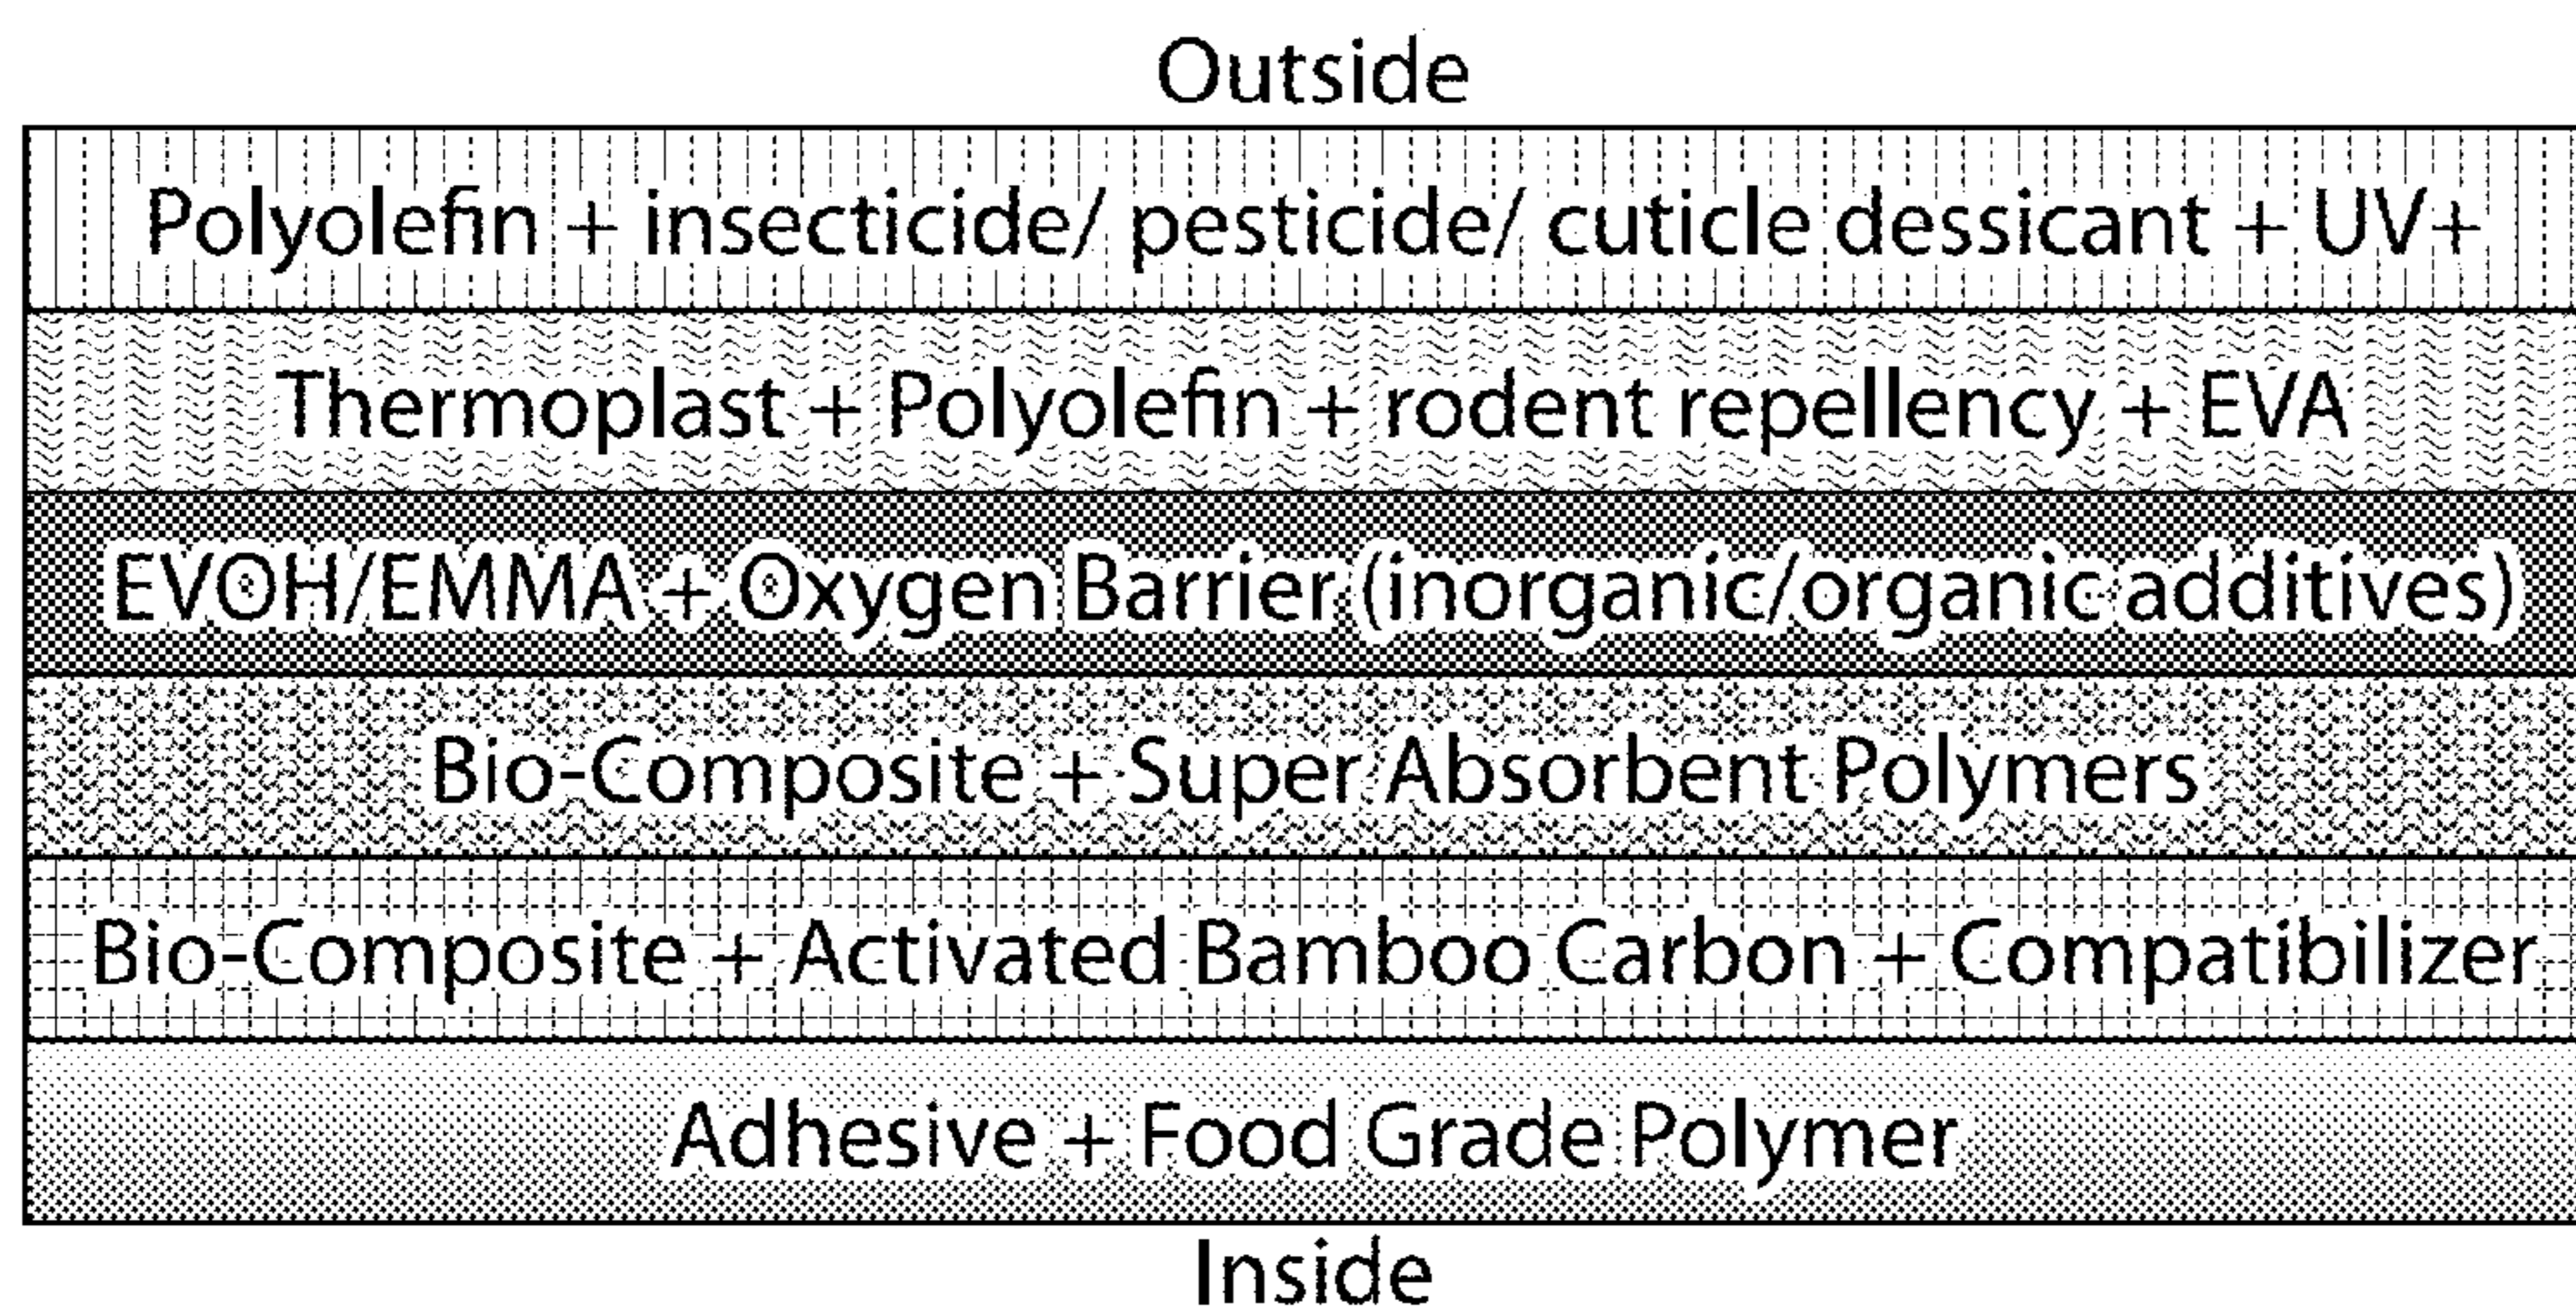 Outside
Polyolefin + insecticide/ pesticide/ cuticle dessicant + UV+
Thermoplast + Polyolefin + rodent repellency + EVA
EVOH/EMMA + Oxygen Barrier (inorganic/organic additives)
Bio-Composite + Super Absorbent Polymers
Bio-Composite + Activated Bamboo Carbon + Compatibilizer
Adhesive + Food Grade Polymer
Inside